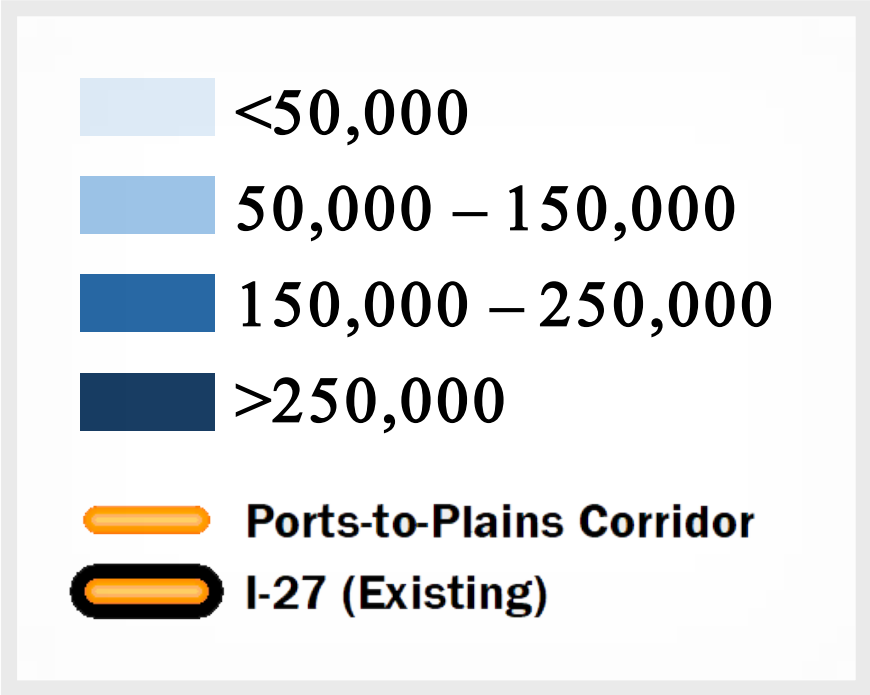 <50,000
50,000 – 150,000
150,000 – 250,000
>250,000
Ports-to-Plains Corridor
I-27 (Existing)